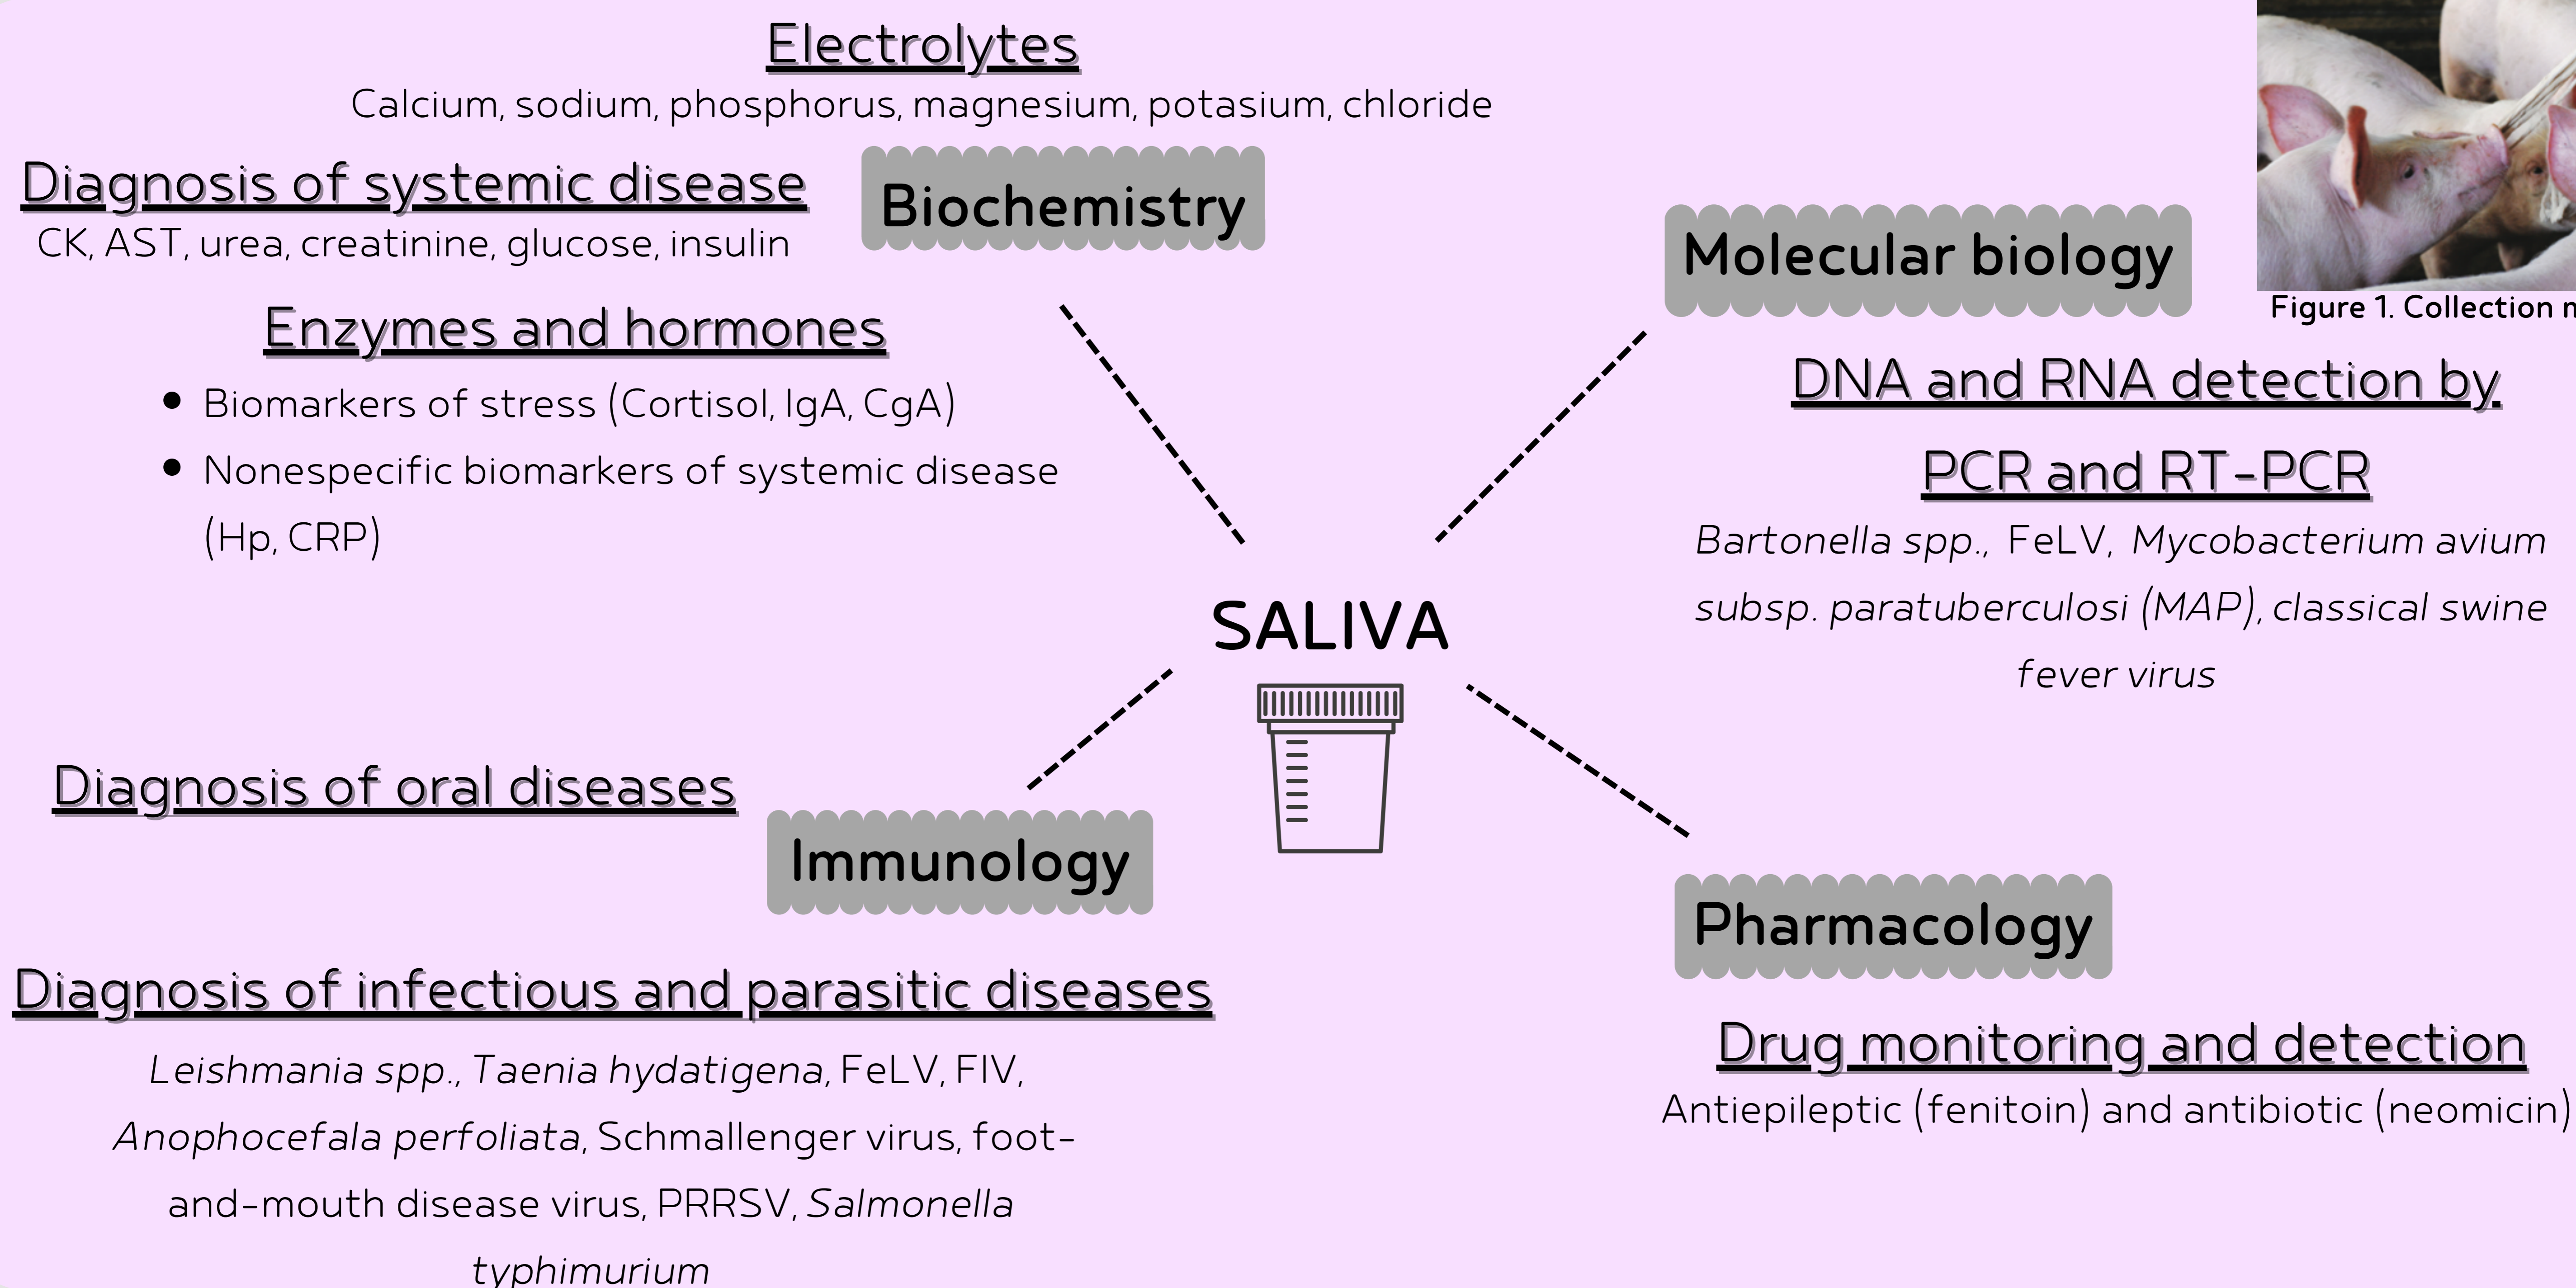 Electrolytes
Calcium, sodium, phosphorus, magnesium, potasium, chloride
Diagnosis of systemic disease
CK, AST, urea, creatinine, glucose, insulin
Biochemistry
Enzymes and hormones
• Biomarkers of stress (Cortisol, IgA, CgA)
• Nonespecific biomarkers of systemic disease
(Hp, CRP)
Molecular biology
Figure 1. Collection
DNA and RNA detection by
PCR and RT-PCR
Bartonella spp., FeLV, Mycobacterium avium
subsp. paratuberculosi (MAP), classical swine
fever virus
SALIVA
Diagnosis of oral diseases
Immunology
Diagnosis of infectious and parasitic diseases
Leishmania spp., Taenia hydatigena, FeLV, FIV,
Anophocefala perfoliata, Schmallenger virus, foot-
and-mouth disease virus, PRRSV, Salmonella
typhimurium
Pharmacology
Drug monitoring and detection
Antiepileptic (fenitoin) and antibiotic (neomicin)